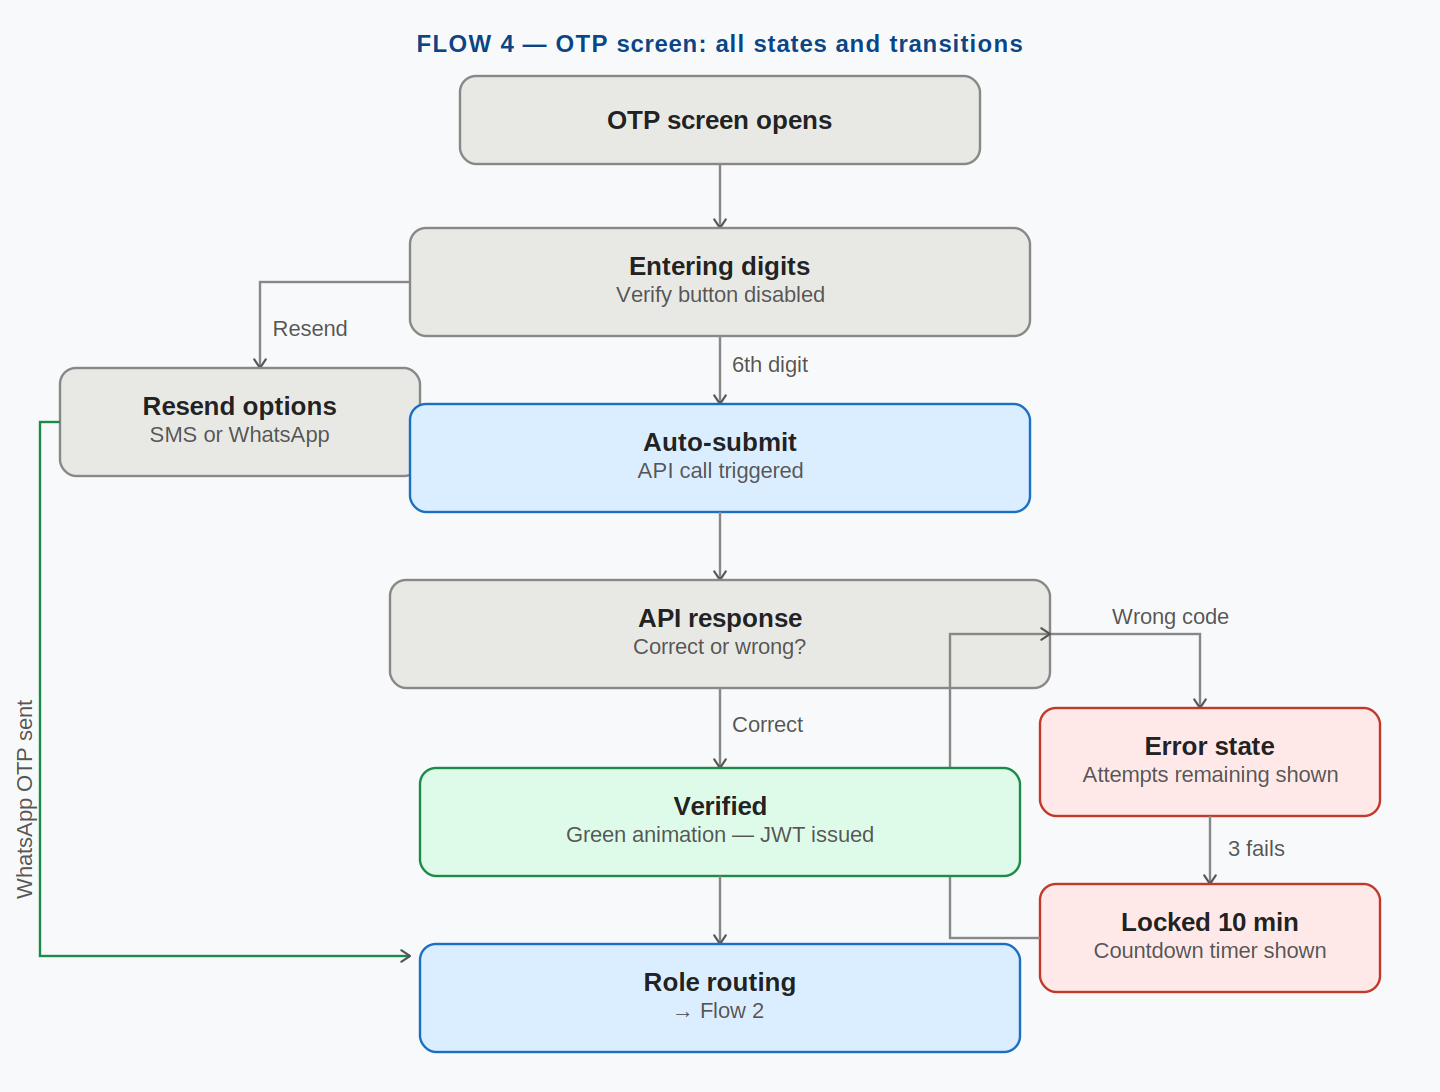 FLOW 4 — OTP screen: all states and transitions
OTP screen opens
Entering digits
Verify button disabled
Resend
6th digit
Resend options
SMS or WhatsApp
Auto-submit
API call triggered
API response
Correct or wrong?
Wrong code
Correct
Error state
Attempts remaining shown
Verified
Green animation — JWT issued
3 fails
WhatsApp OTP sent
Locked 10 min
Countdown timer shown
Role routing
→ Flow 2